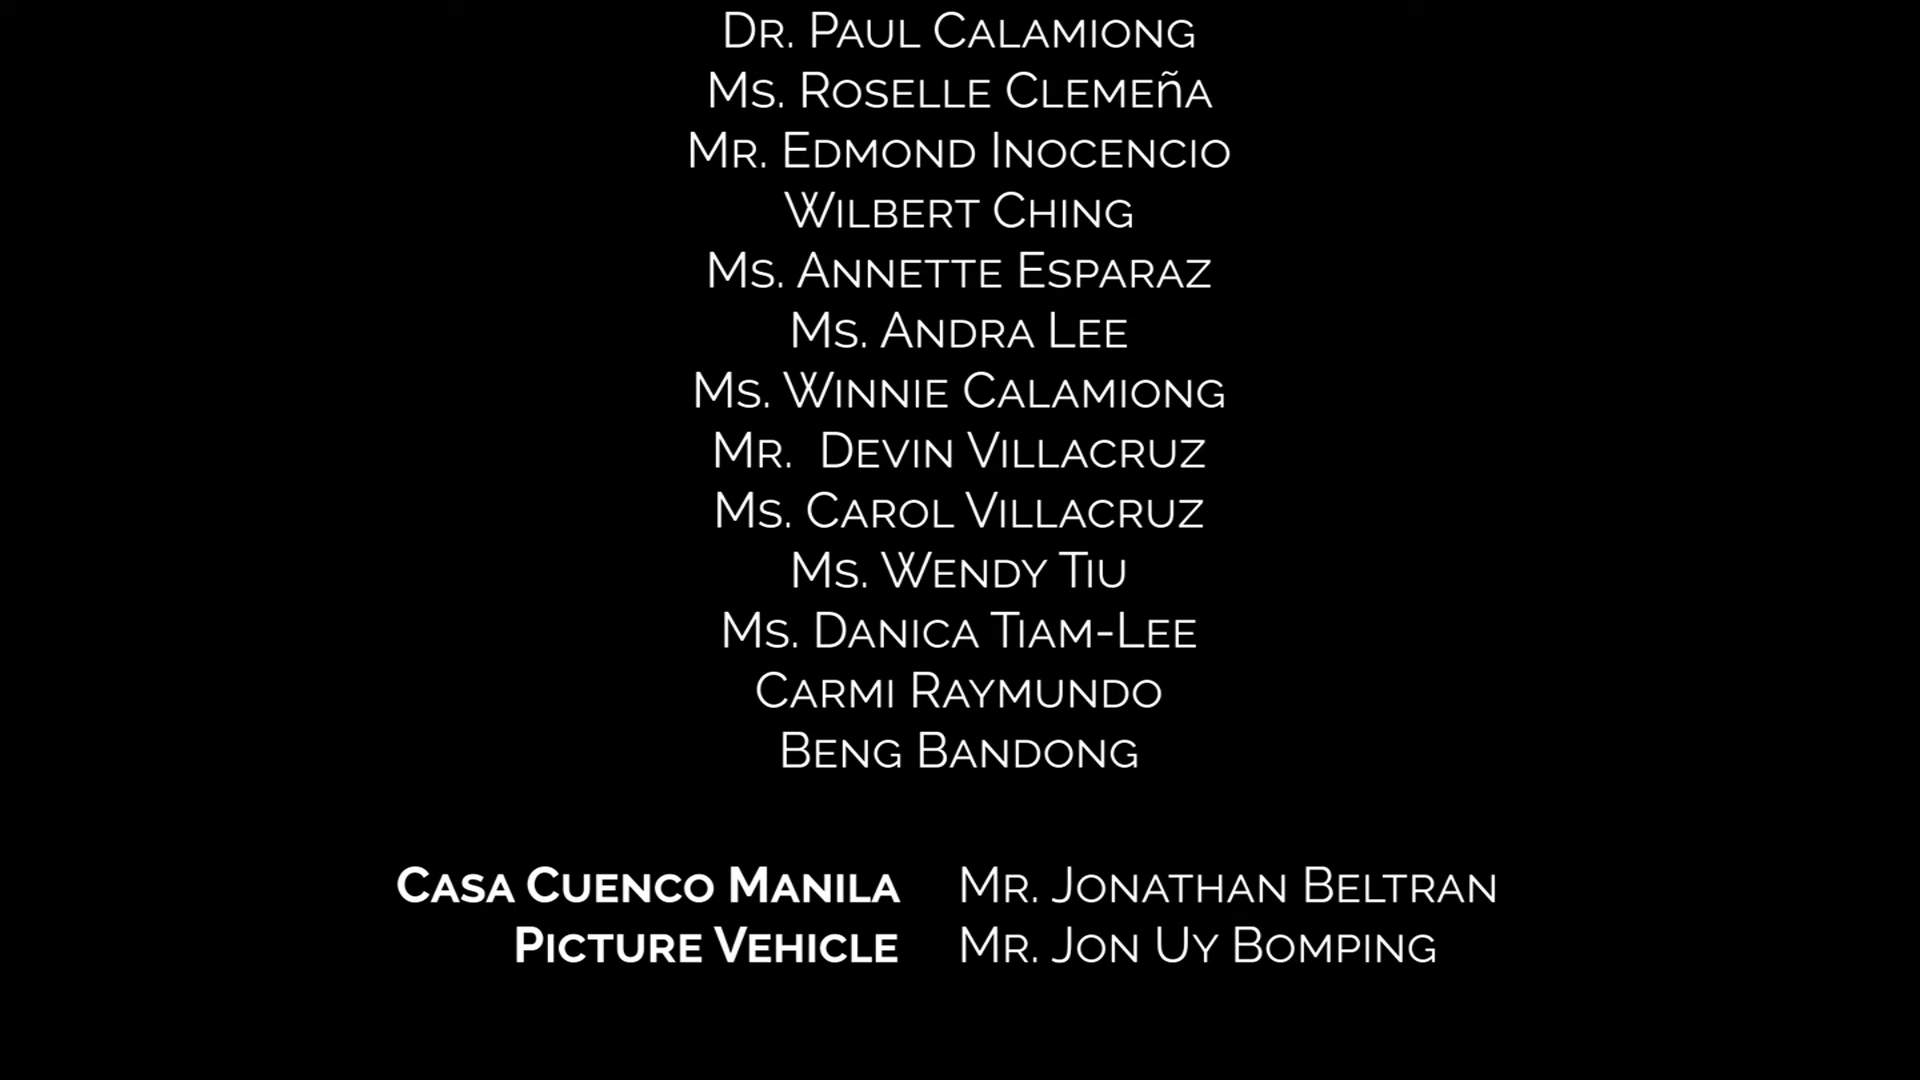 Dr. Paul Calamiong
Ms. Roselle Clemeña
Mr. Edmond Inocencio
Wilbert Ching
Ms. Annette Esparaz
Ms. Andra Lee
Ms. Winnie Calamiong
Mr.  Devin Villacruz
Ms. Carol Villacruz
Ms. Wendy Tiu
Ms. Danica Tiam-Lee
Carmi Raymundo
Beng Bandong
Casa Cuenco Manila Mr. Jonathan Beltran
Picture Vehicle Mr. Jon Uy Bomping